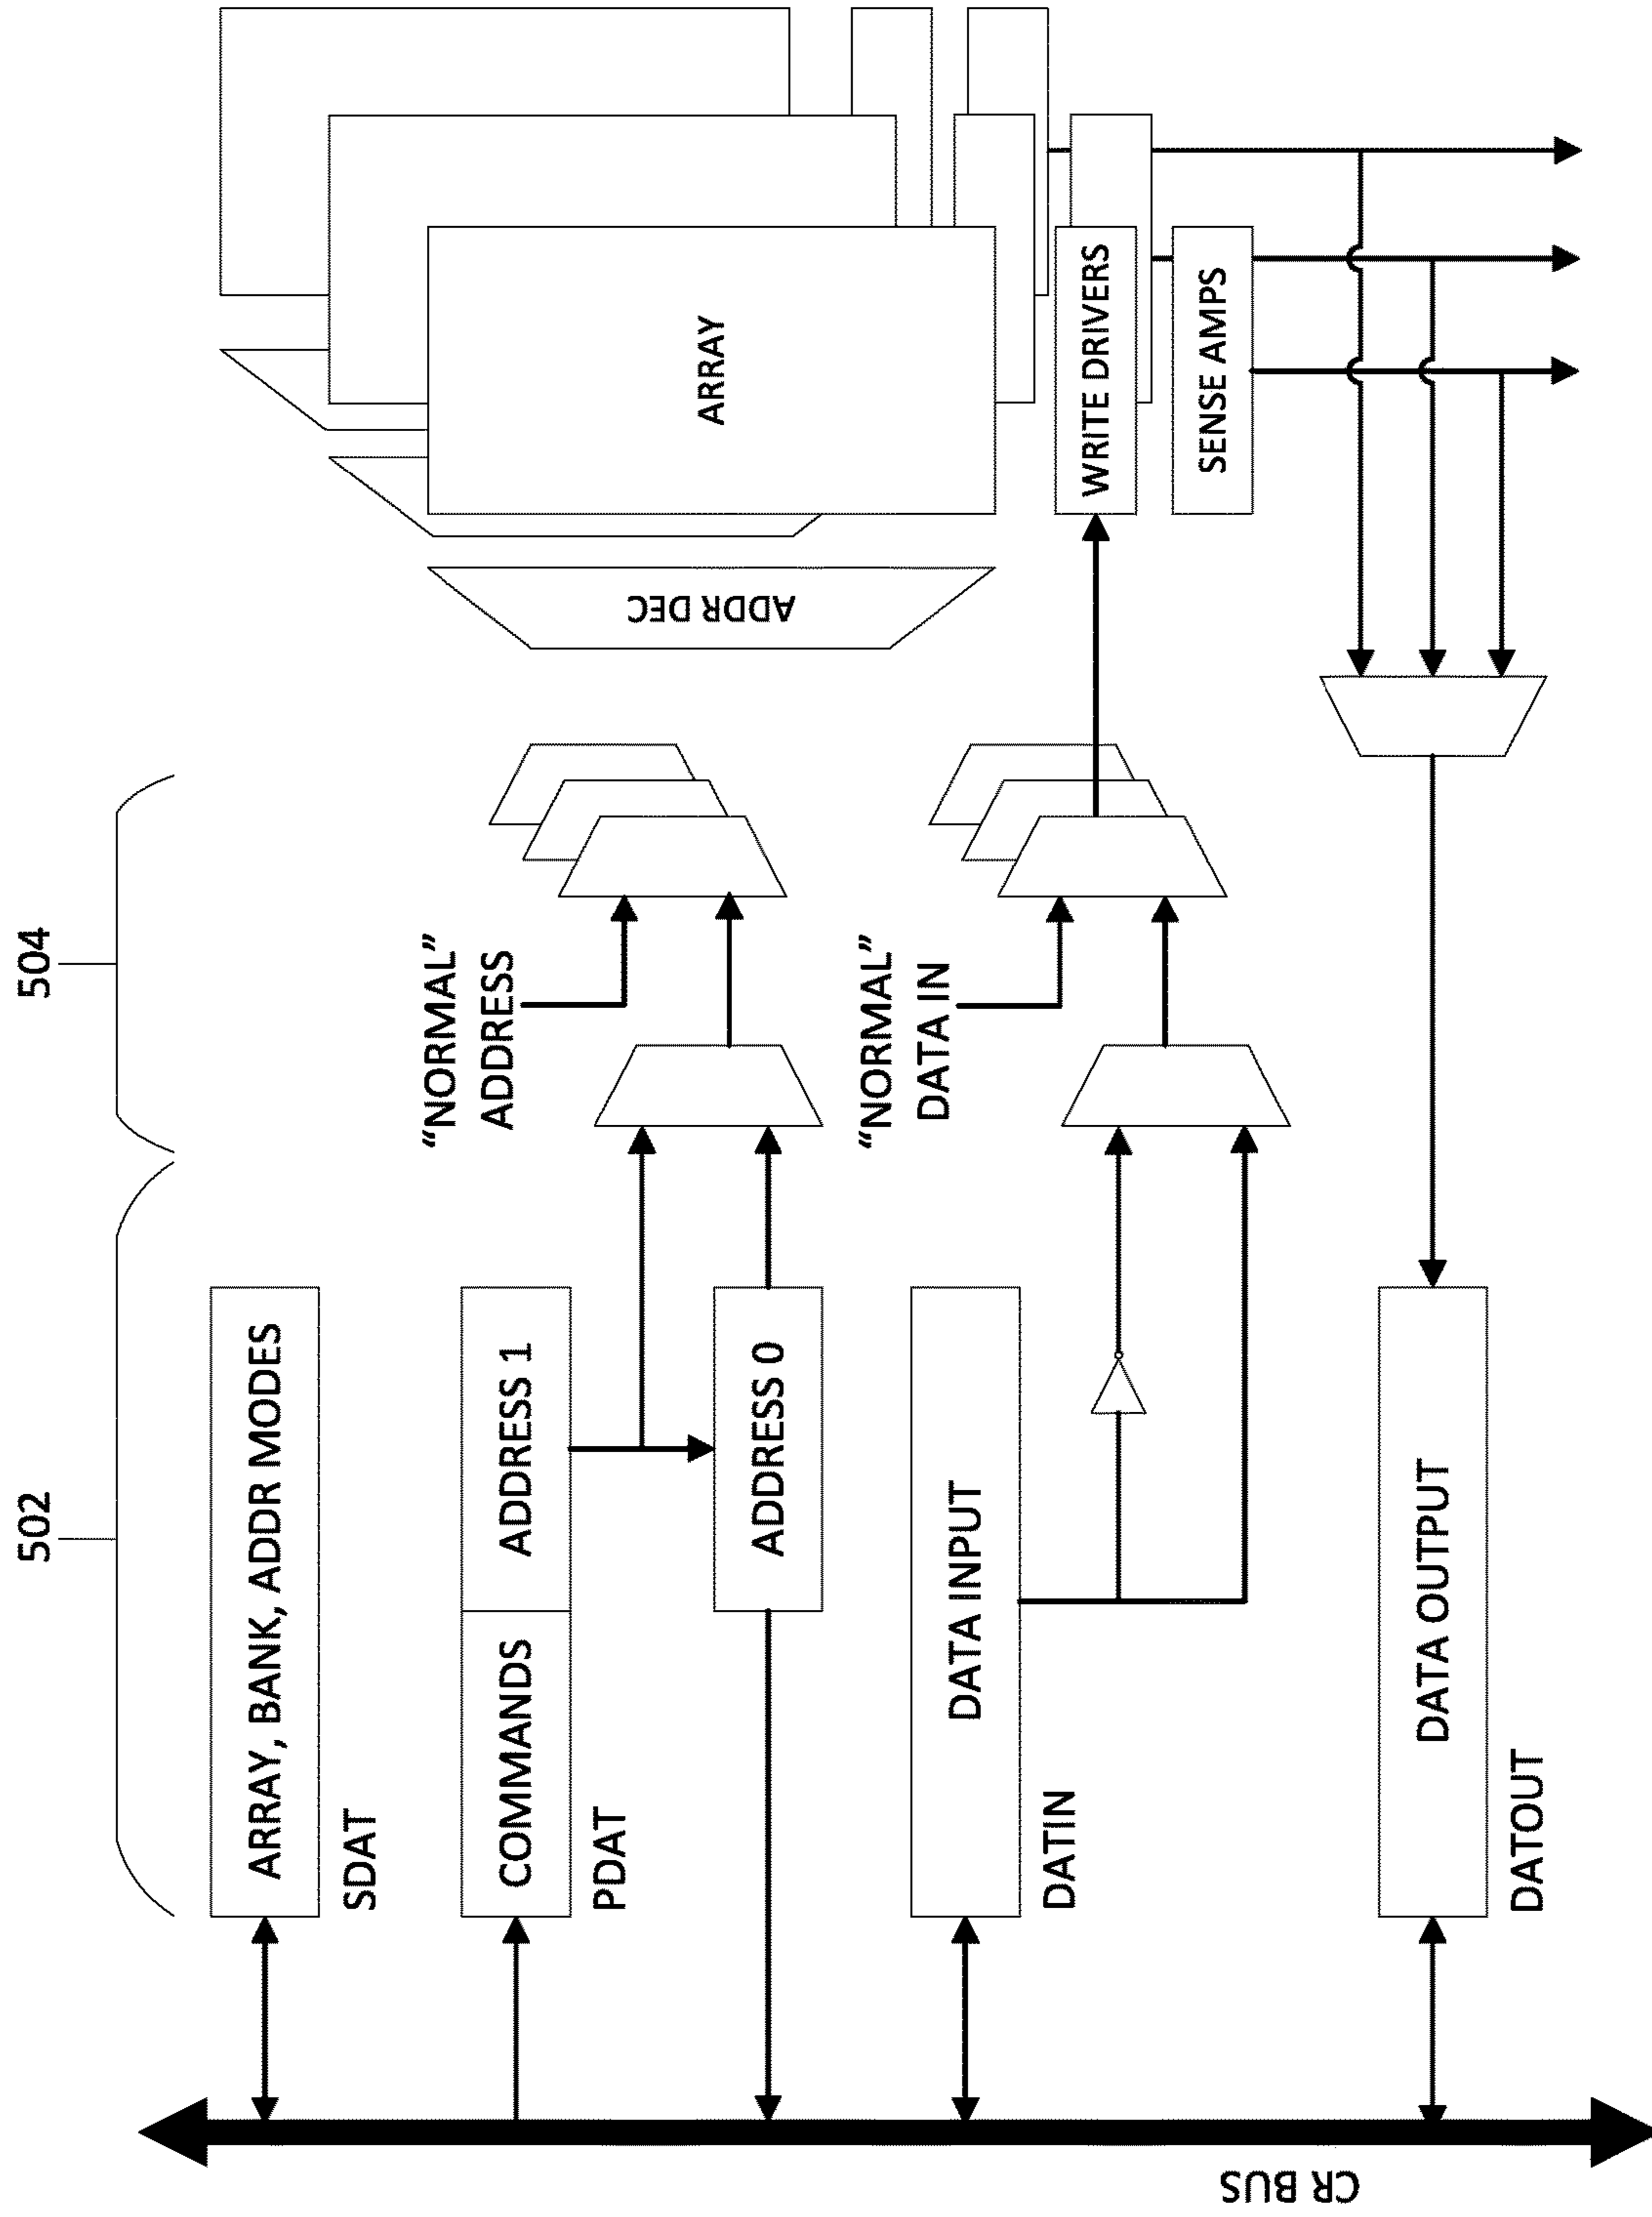 502
504
ARRAY, BANK, ADDR MODES
SDAT
COMMANDS
ADDRESS 1
PDAT
ADDRESS 0
"NORMAL"
ADDRESS
DATA INPUT
DATIN
"NORMAL"
DATA IN
DATA OUTPUT
DATOUT
CR BUS
ADDR DEC
ARRAY
WRITE DRIVERS
SENSE AMPS